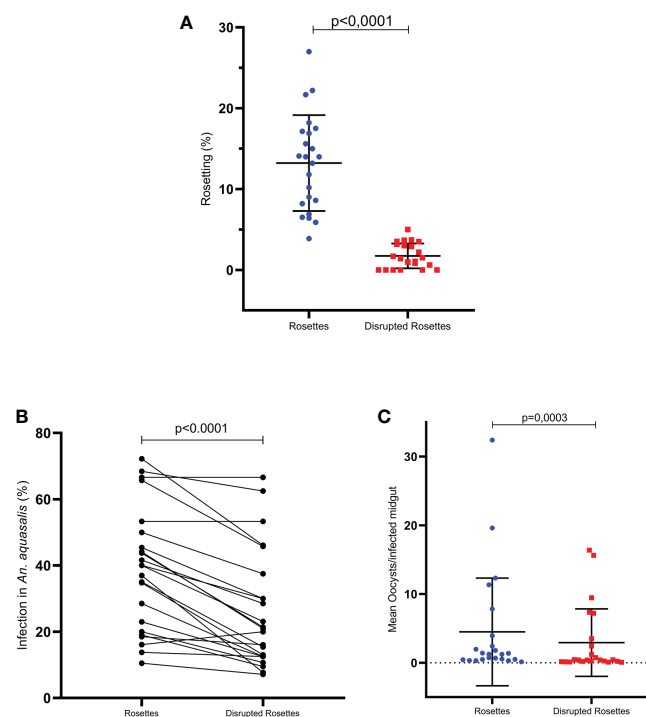 A
p<0,0001
30
20
10
0
Rosetting (%)
Rosettes
Disrupted Rosettes
B
p<0.0001
80
60
40
20
0
Infection in An. aquasalis (%)
Rosettes
Disrupted Rosettes
C
p=0,0003
30
20
10
0
Mean Oocysts/infected midgut
Rosettes
Disrupted Rosettes